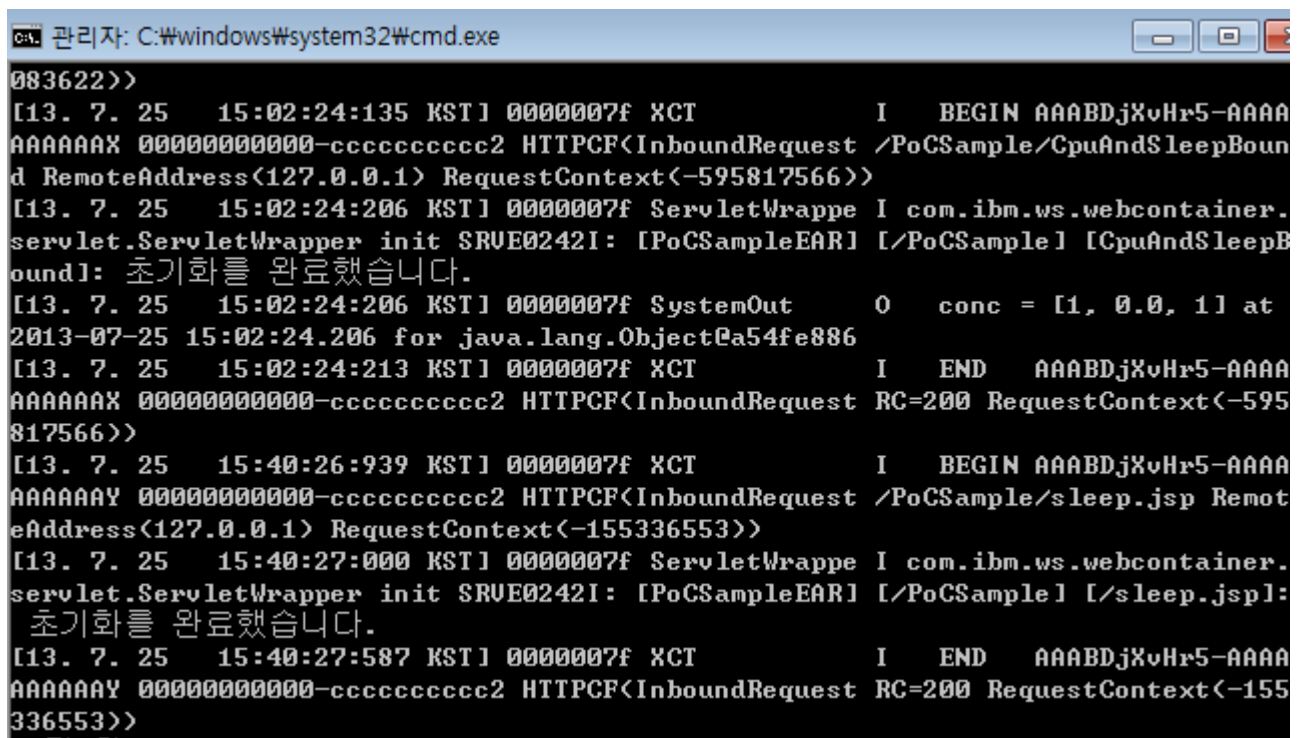 관리자: C:₩windows₩system32₩cmd.exe
083622>>
[13. 7. 25   15:02:24:135 KST] 0000007f XCT           I   BEGIN AAABDjXvHr5-AAAA
AAAAAAX 00000000000-cccccccccc2 HTTPCF<InboundRequest /PoCSample/CpuAndSleepBoun
d RemoteAddress<127.0.0.1> RequestContext<-595817566>>
[13. 7. 25   15:02:24:206 KST] 0000007f ServletWrappe I com.ibm.ws.webcontainer.
servlet.ServletWrapper init SRVE0242I: [PoCSampleEAR] [/PoCSample] [CpuAndSleepB
ound]: 초기화를 완료했습니다.
[13. 7. 25   15:02:24:206 KST] 0000007f SystemOut     O   conc = [1, 0.0, 1] at
2013-07-25 15:02:24.206 for java.lang.Object@a54fe886
[13. 7. 25   15:02:24:213 KST] 0000007f XCT           I   END   AAABDjXvHr5-AAAA
AAAAAAX 00000000000-cccccccccc2 HTTPCF<InboundRequest RC=200 RequestContext<-595
817566>>
[13. 7. 25   15:40:26:939 KST] 0000007f XCT           I   BEGIN AAABDjXvHr5-AAAA
AAAAAAY 00000000000-cccccccccc2 HTTPCF<InboundRequest /PoCSample/sleep.jsp Remot
eAddress<127.0.0.1> RequestContext<-155336553>>
[13. 7. 25   15:40:27:000 KST] 0000007f ServletWrappe I com.ibm.ws.webcontainer.
servlet.ServletWrapper init SRVE0242I: [PoCSampleEAR] [/PoCSample] [/sleep.jsp]:
 초기화를 완료했습니다.
[13. 7. 25   15:40:27:587 KST] 0000007f XCT           I   END   AAABDjXvHr5-AAAA
AAAAAAY 00000000000-cccccccccc2 HTTPCF<InboundRequest RC=200 RequestContext<-155
336553>>